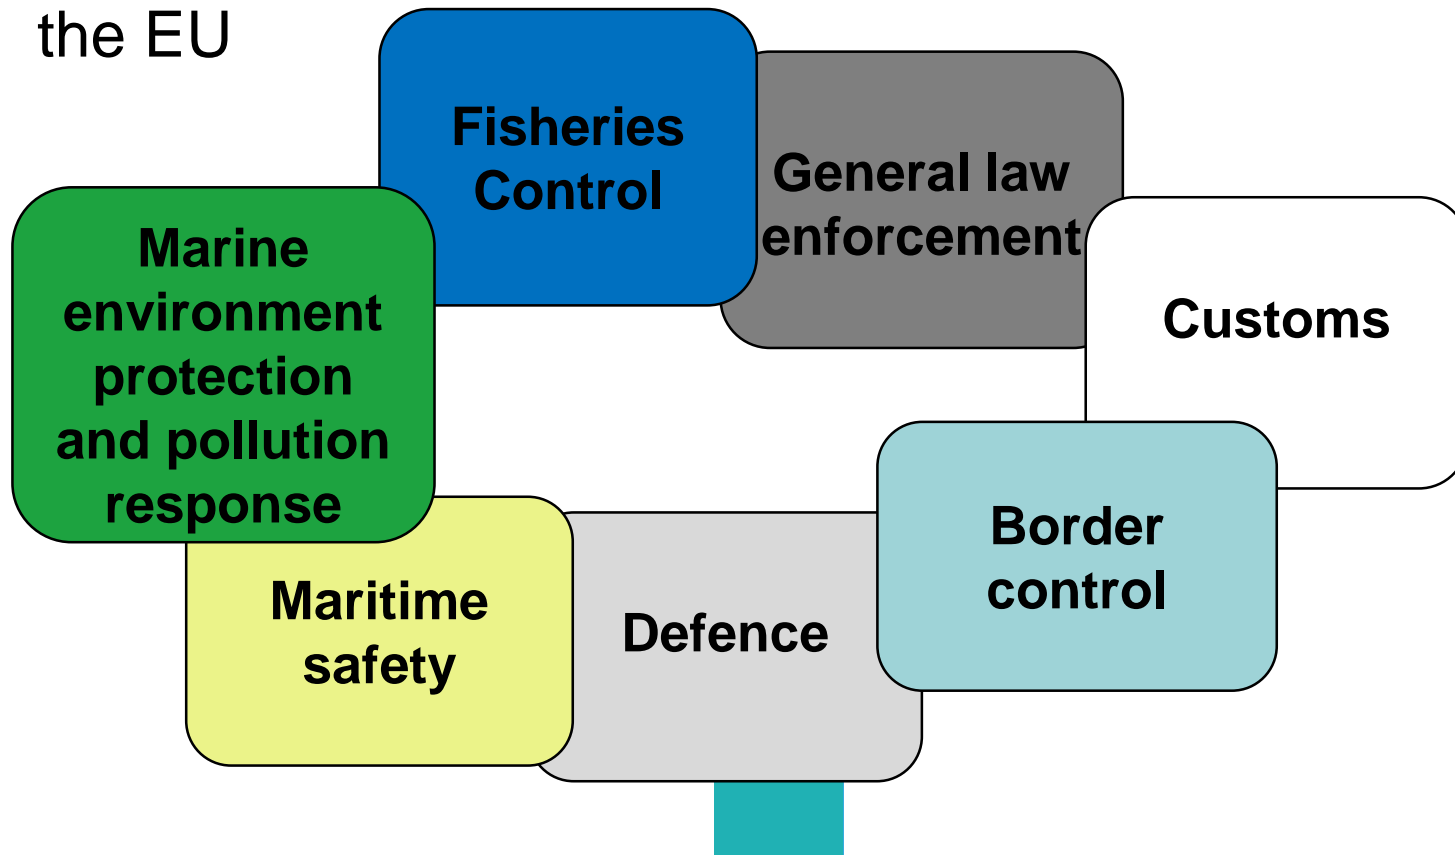 the EU
Fisheries
Control
General law
enforcement
Marine
environment
protection
and pollution
response
Customs
Border
control
Maritime
safety
Defence